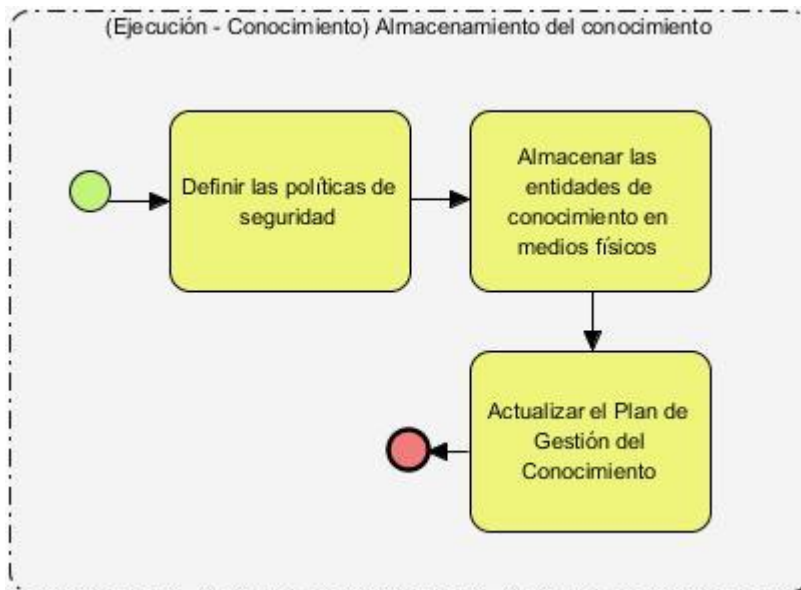 (Ejecución - Conocimiento) Almacenamiento del conocimiento
Definir las políticas de
seguridad
Almacenar las
entidades de
conocimiento en
medios físicos
Actualizar el Plan de
Gestión del
Conocimiento